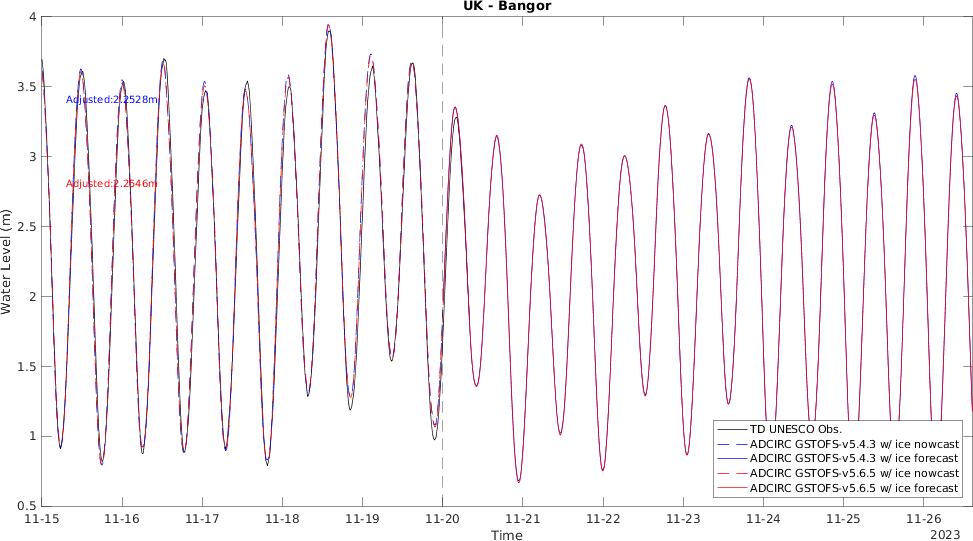 UK - Bangor
4
3.5
3
2.5
2
1.5
1
0.5
Water Level (m)
Adjusted:2.2528m
Adjusted:2.2546m
TD UNESCO Obs.
ADCIRC GSTOFS-v5.4.3 w/ ice nowcast
ADCIRC GSTOFS-v5.4.3 w/ ice forecast
ADCIRC GSTOFS-v5.6.5 w/ ice nowcast
ADCIRC GSTOFS-v5.6.5 w/ ice forecast
11-15 11-16 11-17 11-18 11-19 11-20 11-21 11-22 11-23 11-24 11-25 11-26
2023
Time